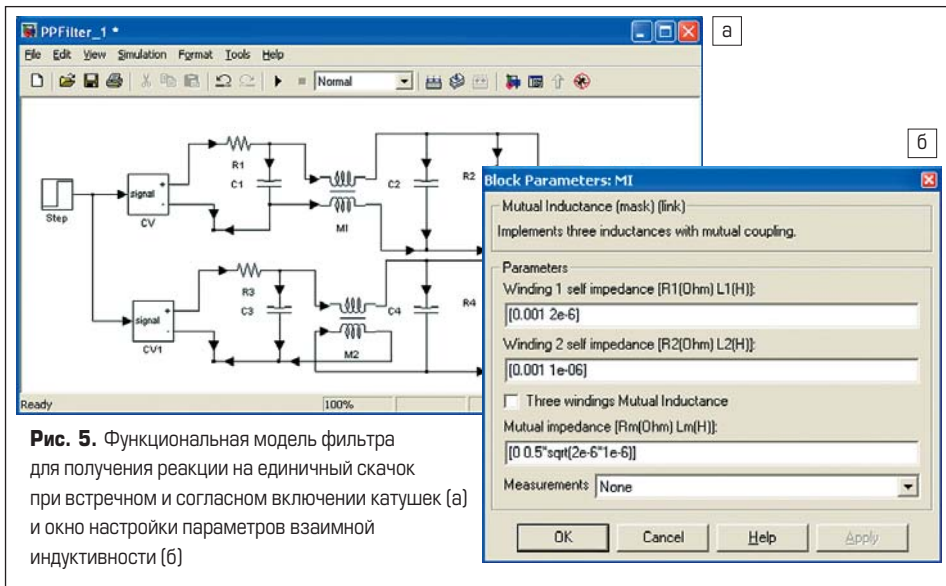 PPFilter_1 *
а
File Edit View Simulation Format Tools Help
Normal
б
R1
C1
C2
R2
signal
+
-
Step
CV
M1
R3
C3
C4
R4
signal
+
-
CV1
M2
Ready 100%
Block Parameters: MI
Mutual Inductance (mask) (link)
Implements three inductances with mutual coupling.
Parameters
Winding 1 self impedance [R1(Ohm) L1(H)]:
[0.001 2e-6]
Winding 2 self impedance [R2(Ohm) L2(H)]:
[0.001 1e-06]
Three windings Mutual Inductance
Mutual impedance [Rm(Ohm) Lm(H)]:
[0 0.5*sqrt(2e-6*1e-6)]
Measurements None
OK Cancel Help Apply
Рис. 5. Функциональная модель фильтра
для получения реакции на единичный скачок
при встречном и согласном включении катушек (а)
и окно настройки параметров взаимной
индуктивности (б)